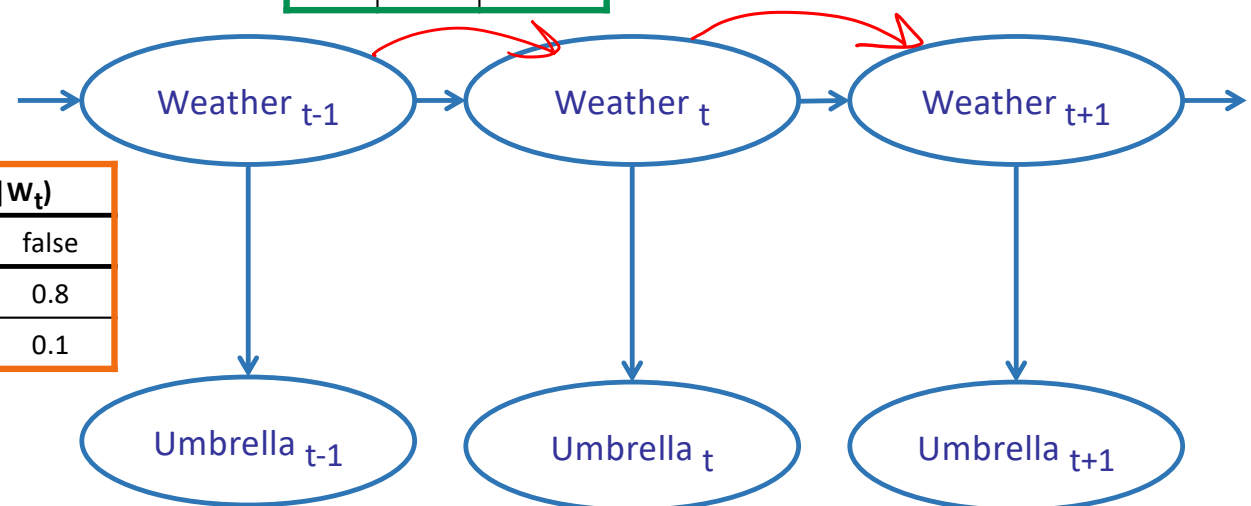 Weather t-1
Weather t
Weather t+1
|Wt)
false
0.8
0.1
Umbrella t-1
Umbrella t
Umbrella t+1